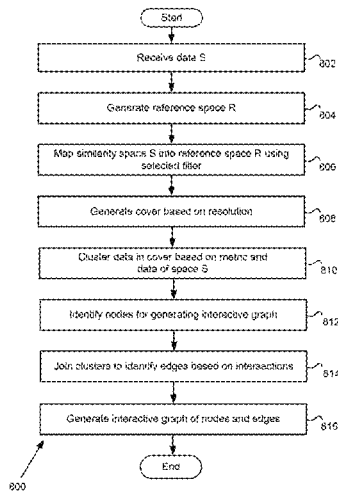 Start
Receive data S
802
Generate reference space R
804
Map similarity space S into reference space R using
selected filter
806
Generate cover based on resolution
808
Cluster data in cover based on metric and
data of space S
810
Identify nodes for generating interactive graph
812
Join clusters to identify edges based on intersections
814
Generate interactive graph of nodes and edges
816
End
800